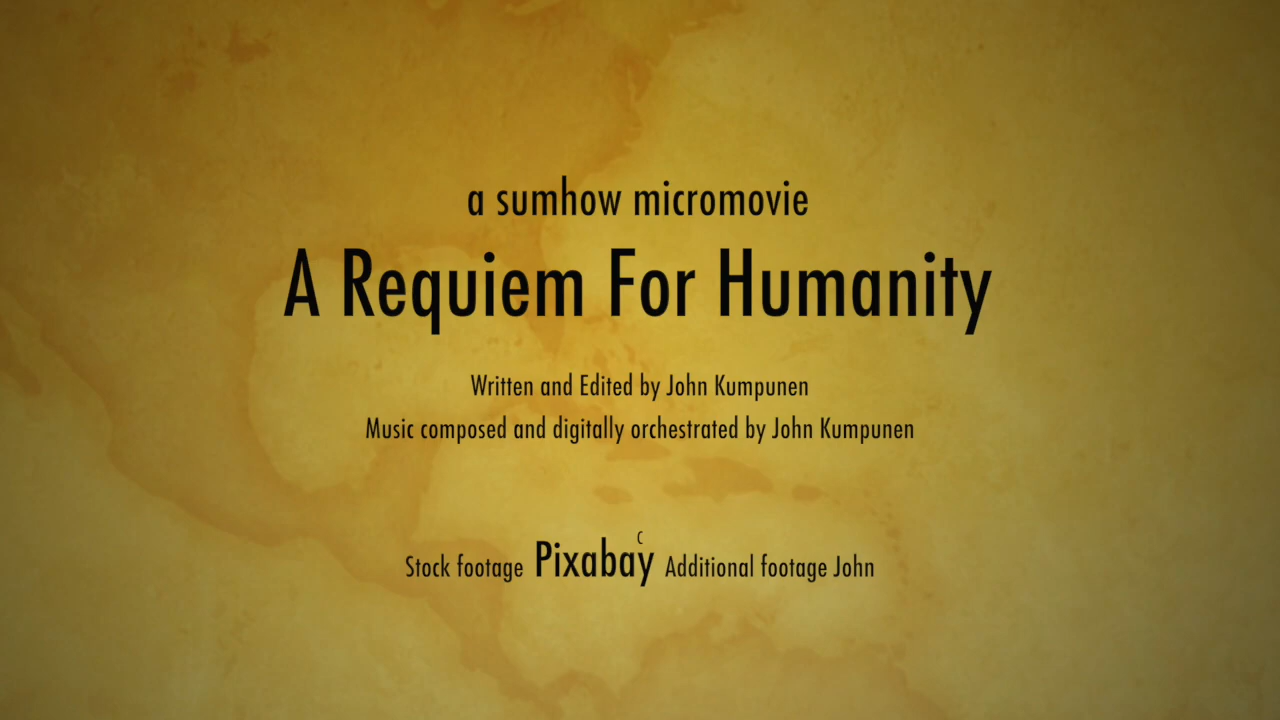 a sumhow micromovie
A Requiem For Humanity
Written and Edited by John Kumpunen
Music composed and digitally orchestrated by John Kumpunen
C
Stock footage Pixabay Additional footage John